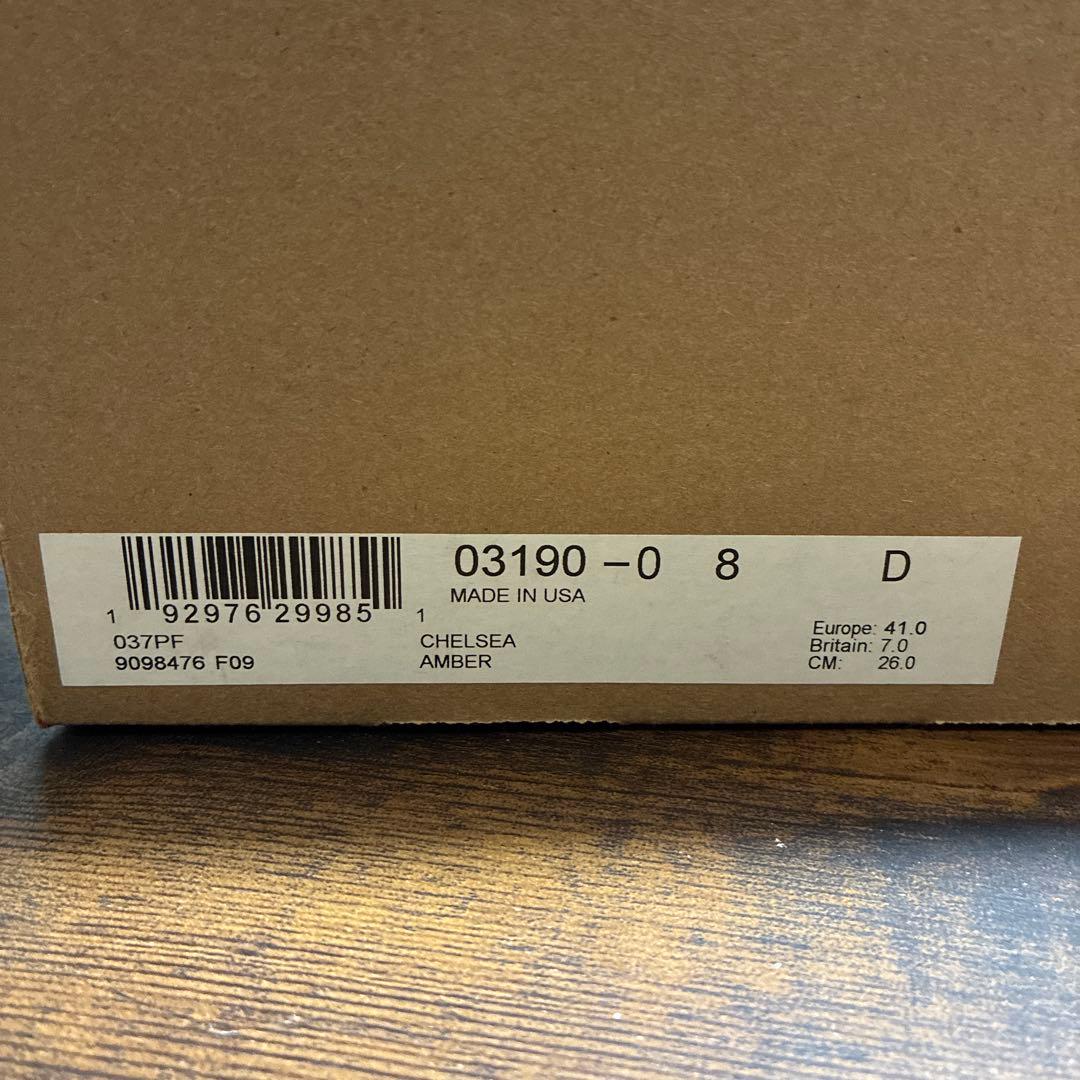 03190 -0 8 D
MADE IN USA
1 92976 29985 1
037PF
9098476 F09
CHELSEA
AMBER
Europe: 41.0
Britain: 7.0
CM: 26.0